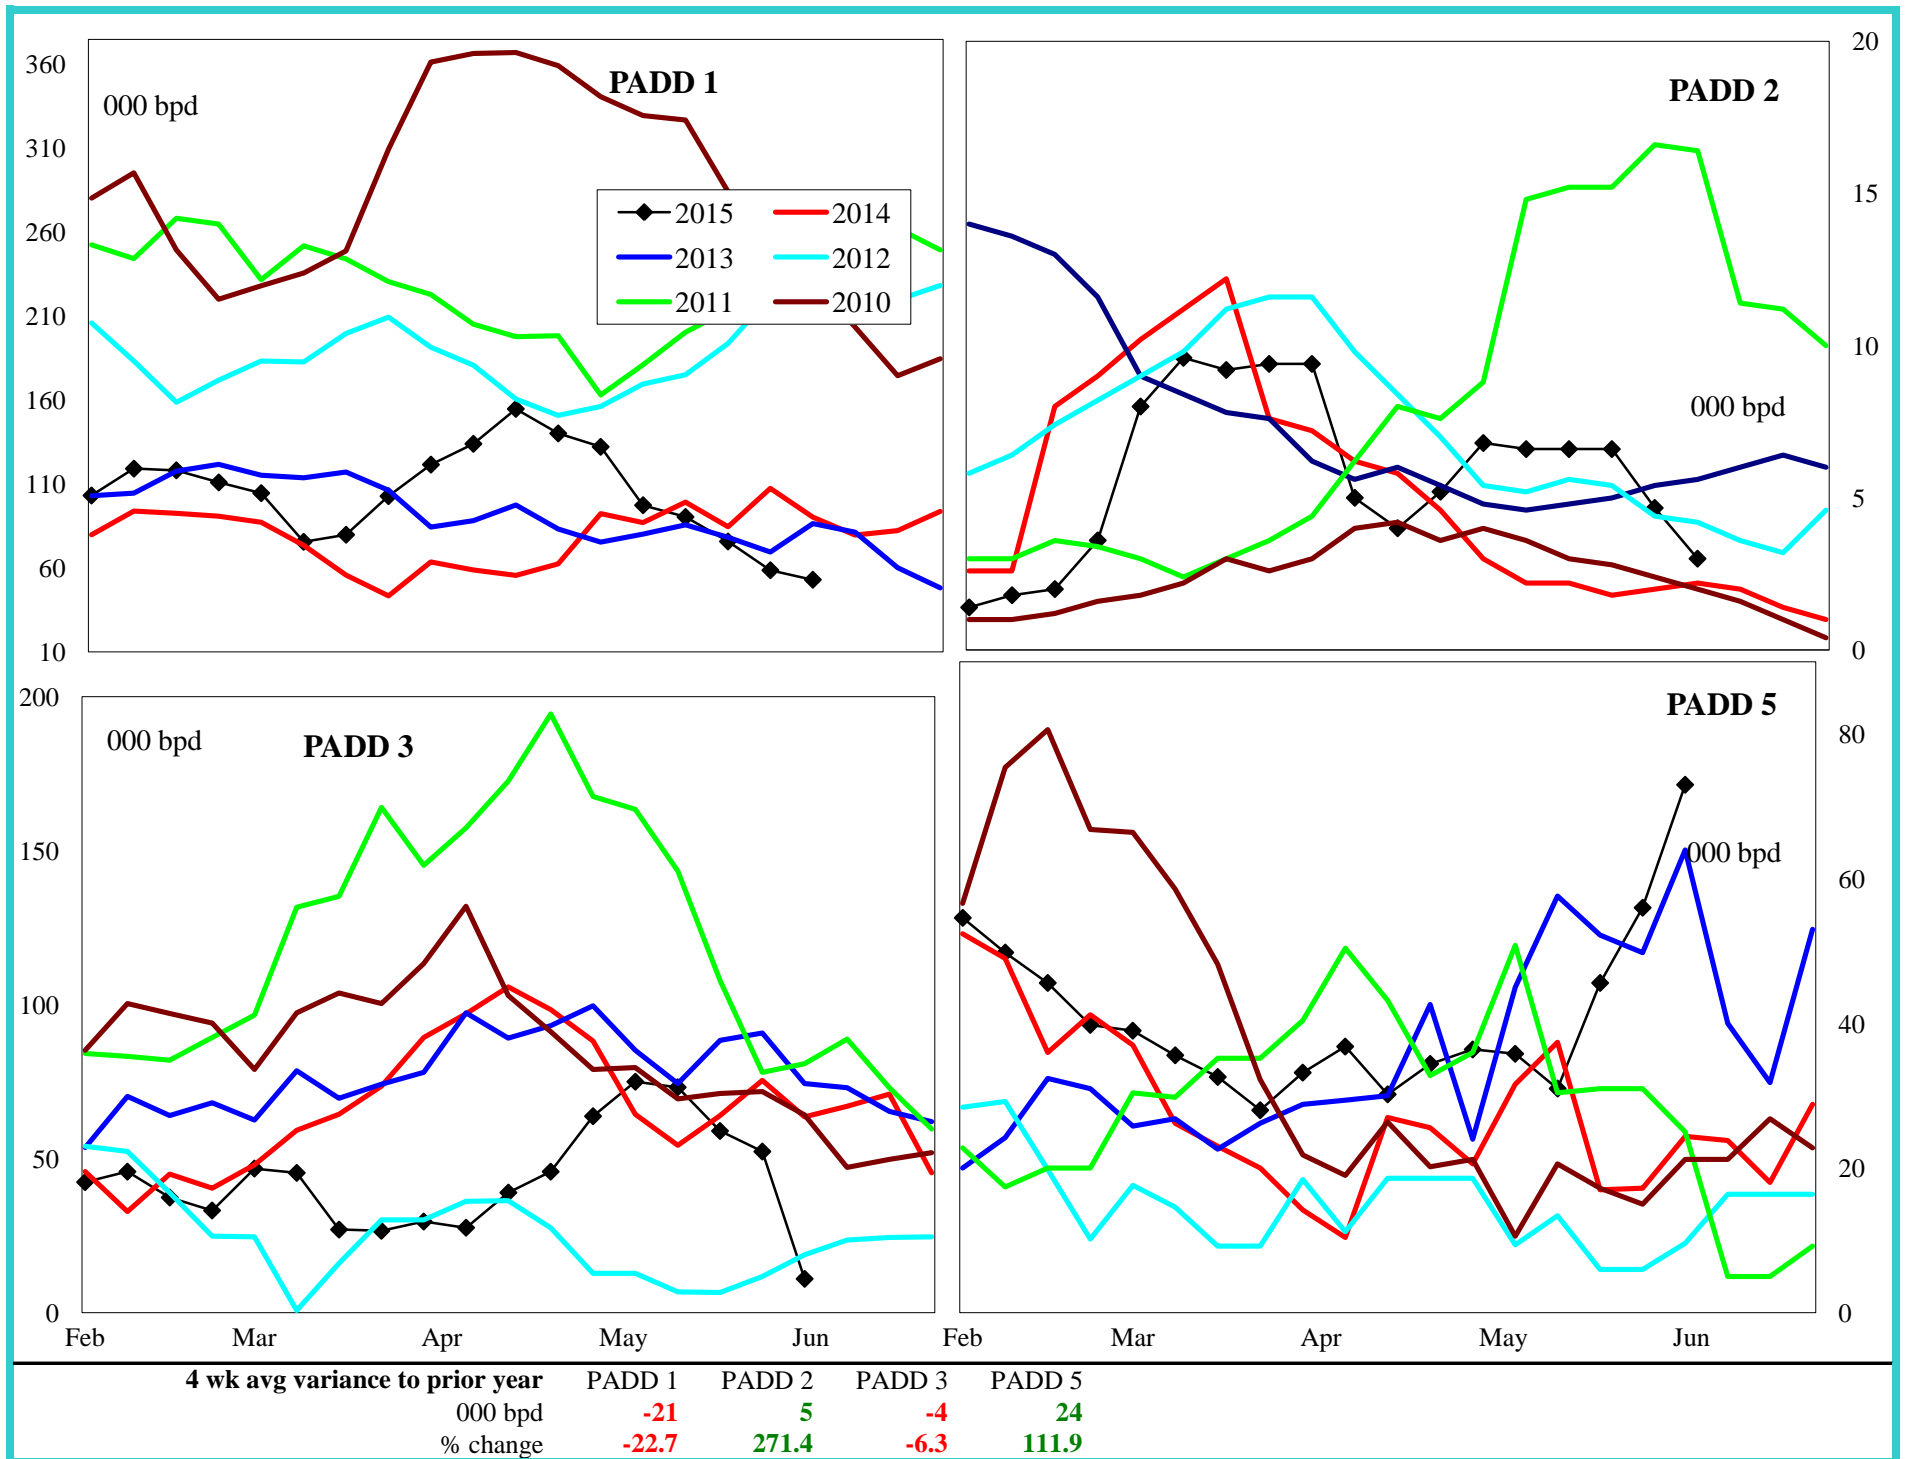 PADD 1
000 bpd
360
310
260
210
160
110
60
10
2015 2014
2013 2012
2011 2010
PADD 2
000 bpd
20
15
10
5
0
PADD 3
000 bpd
200
150
100
50
0
Feb Mar Apr May Jun
PADD 5
000 bpd
80
60
40
20
0
Feb Mar Apr May Jun
4 wk avg variance to prior year PADD 1 PADD 2 PADD 3 PADD 5
000 bpd -21 5 -4 24
% change -22.7 271.4 -6.3 111.9